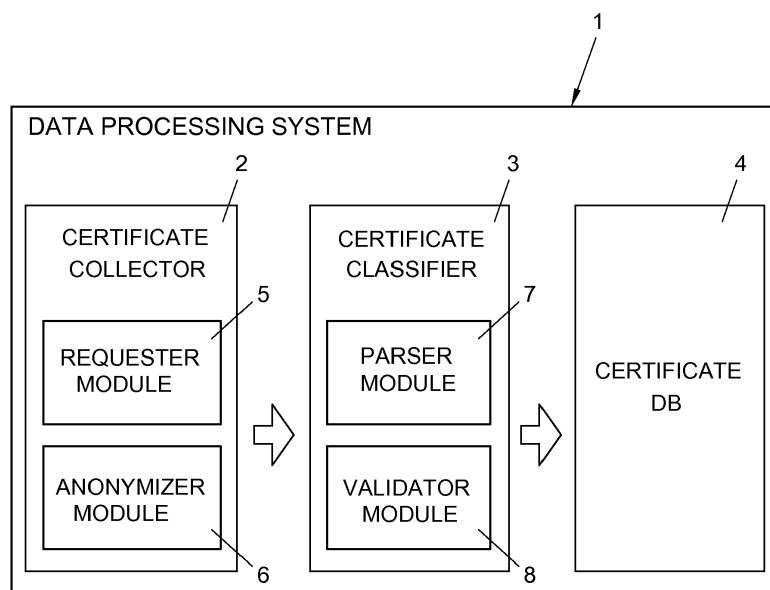 1
DATA PROCESSING SYSTEM
2
CERTIFICATE
COLLECTOR
5
REQUESTER
MODULE
ANONYMIZER
MODULE
6
3
CERTIFICATE
CLASSIFIER
7
PARSER
MODULE
VALIDATOR
MODULE
8
4
CERTIFICATE
DB